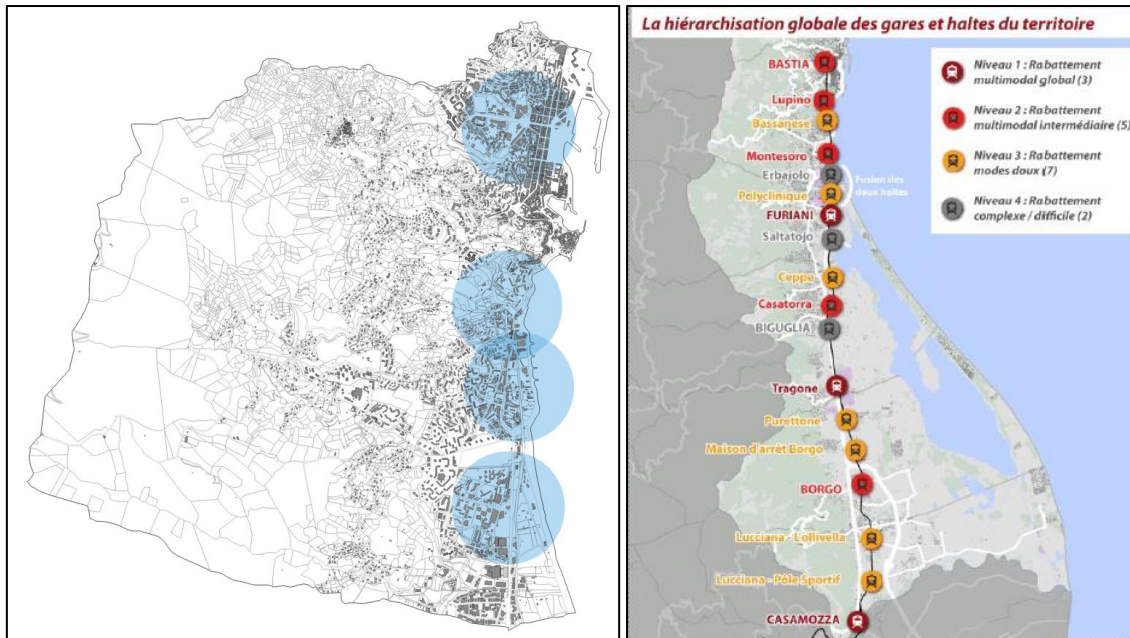 La hiérarchisation globale des gares et haltes du territoire
Niveau 1 : Rabattement
multimodal global (3)
Niveau 2 : Rabattement
multimodal intermédiaire (5)
Niveau 3 : Rabattement
modes doux (7)
Niveau 4 : Rabattement
complexe / difficile (2)
BASTIA
Lupino
Bassanese
Montesoro
Erbajolo
Fusion des
deux haltes
Polyclinique
FURIANI
Saltatojo
Ceppe
Casatorra
BIGUGLIA
Tragone
Purettone
Maison d'arrêt Borgo
BORGO
Lucciana - L'ollivella
Lucciana - Pôle Sportif
CASAMOZZA